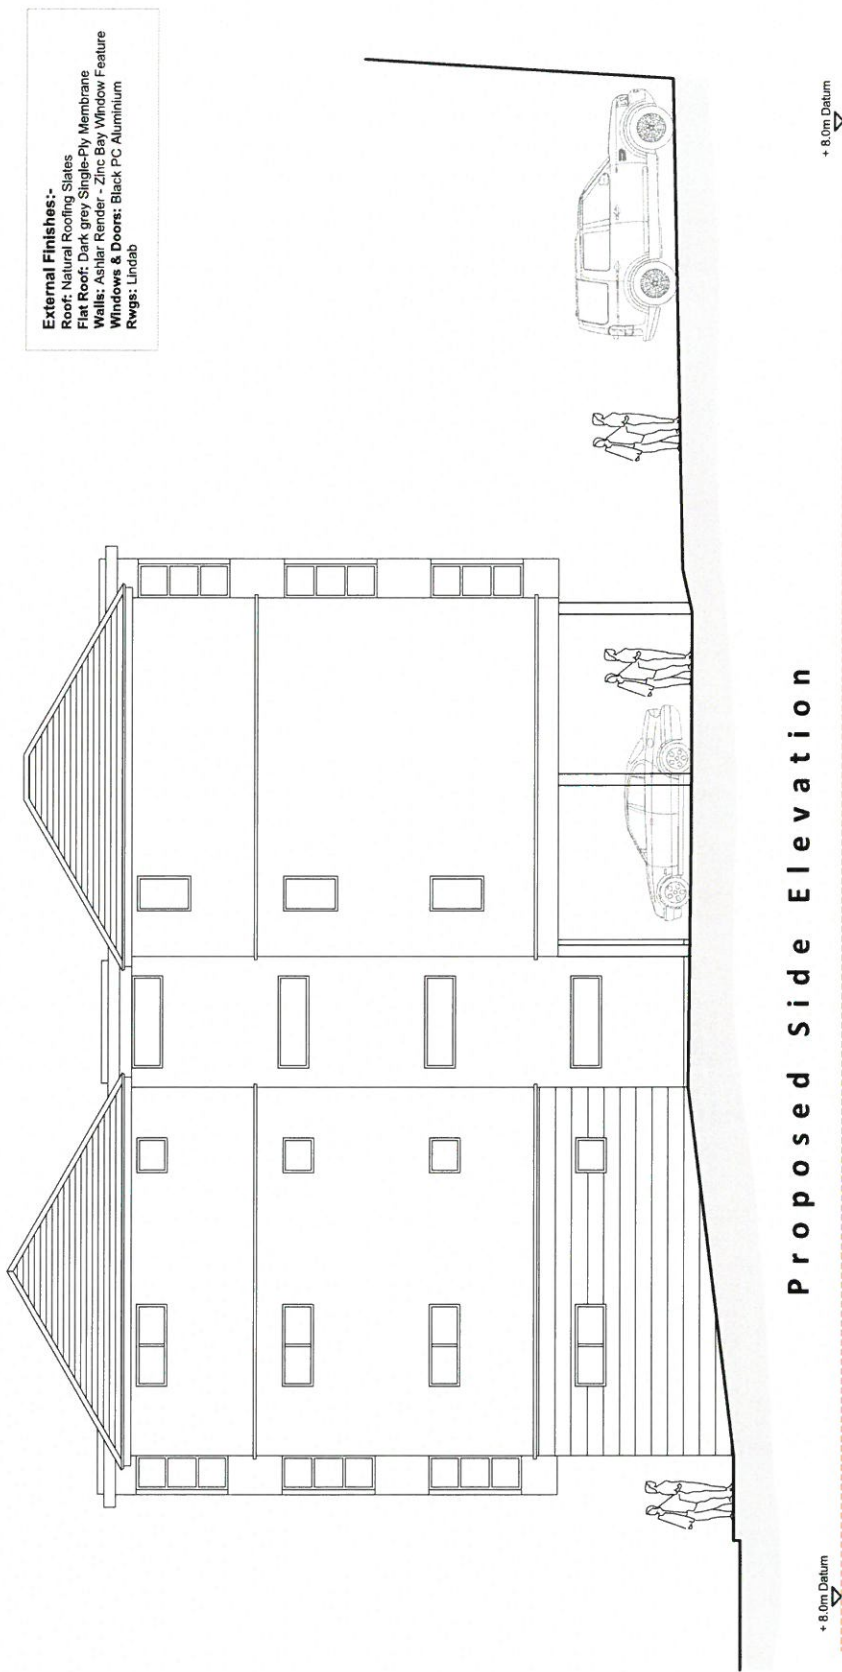 External Finishes:-
Roof: Natural Roofing Slates
Flat Roof: Dark grey Single-Ply Membrane
Walls: Ashlar Render - Zinc Bay Window Feature
Windows & Doors: Black PC Aluminium
Rwgs: Lindab
Proposed Side Elevation
+ 8.0m Datum
+ 8.0m Datum